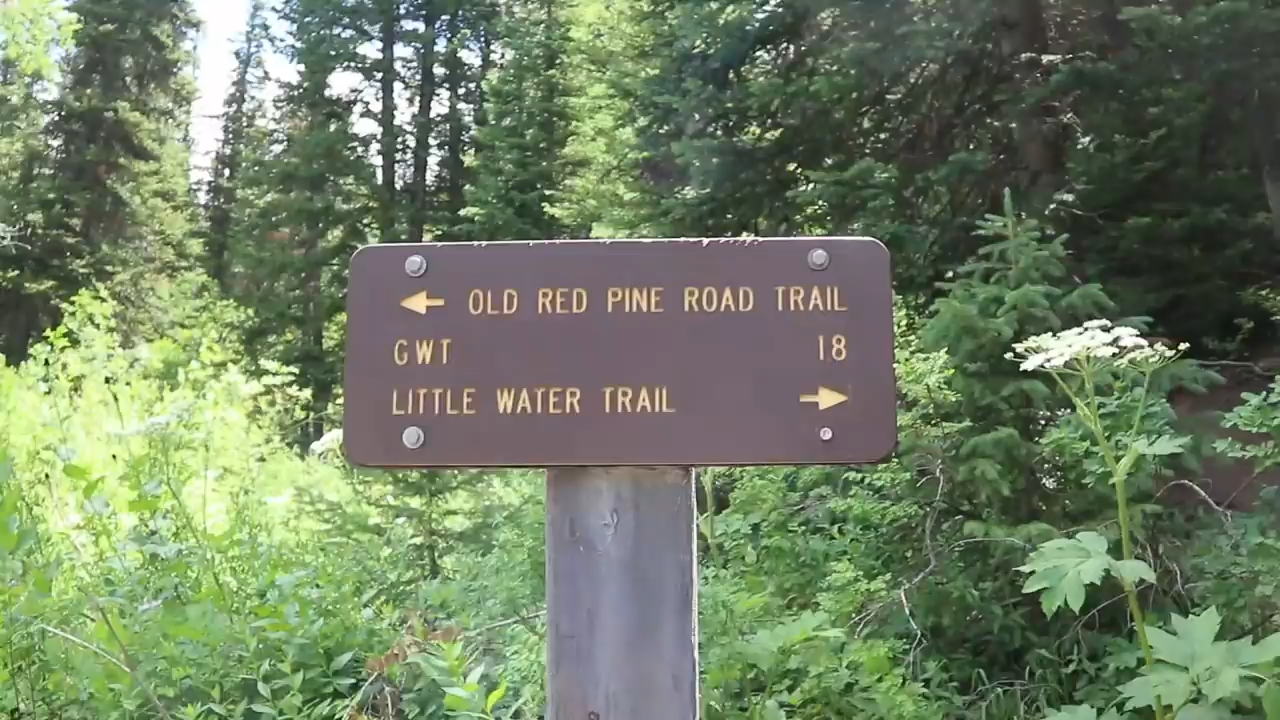 ← OLD RED PINE ROAD TRAIL
GWT 18
LITTLE WATER TRAIL →